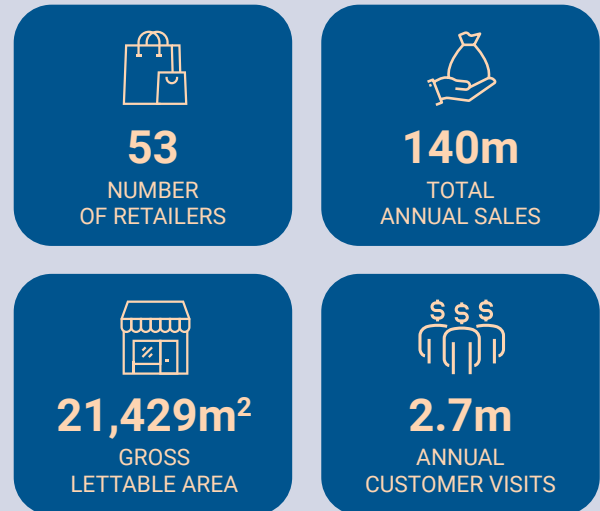 53
NUMBER
OF RETAILERS
140m
TOTAL
ANNUAL SALES
21,429m²
GROSS
LETTABLE AREA
$ $ $
2.7m
ANNUAL
CUSTOMER VISITS